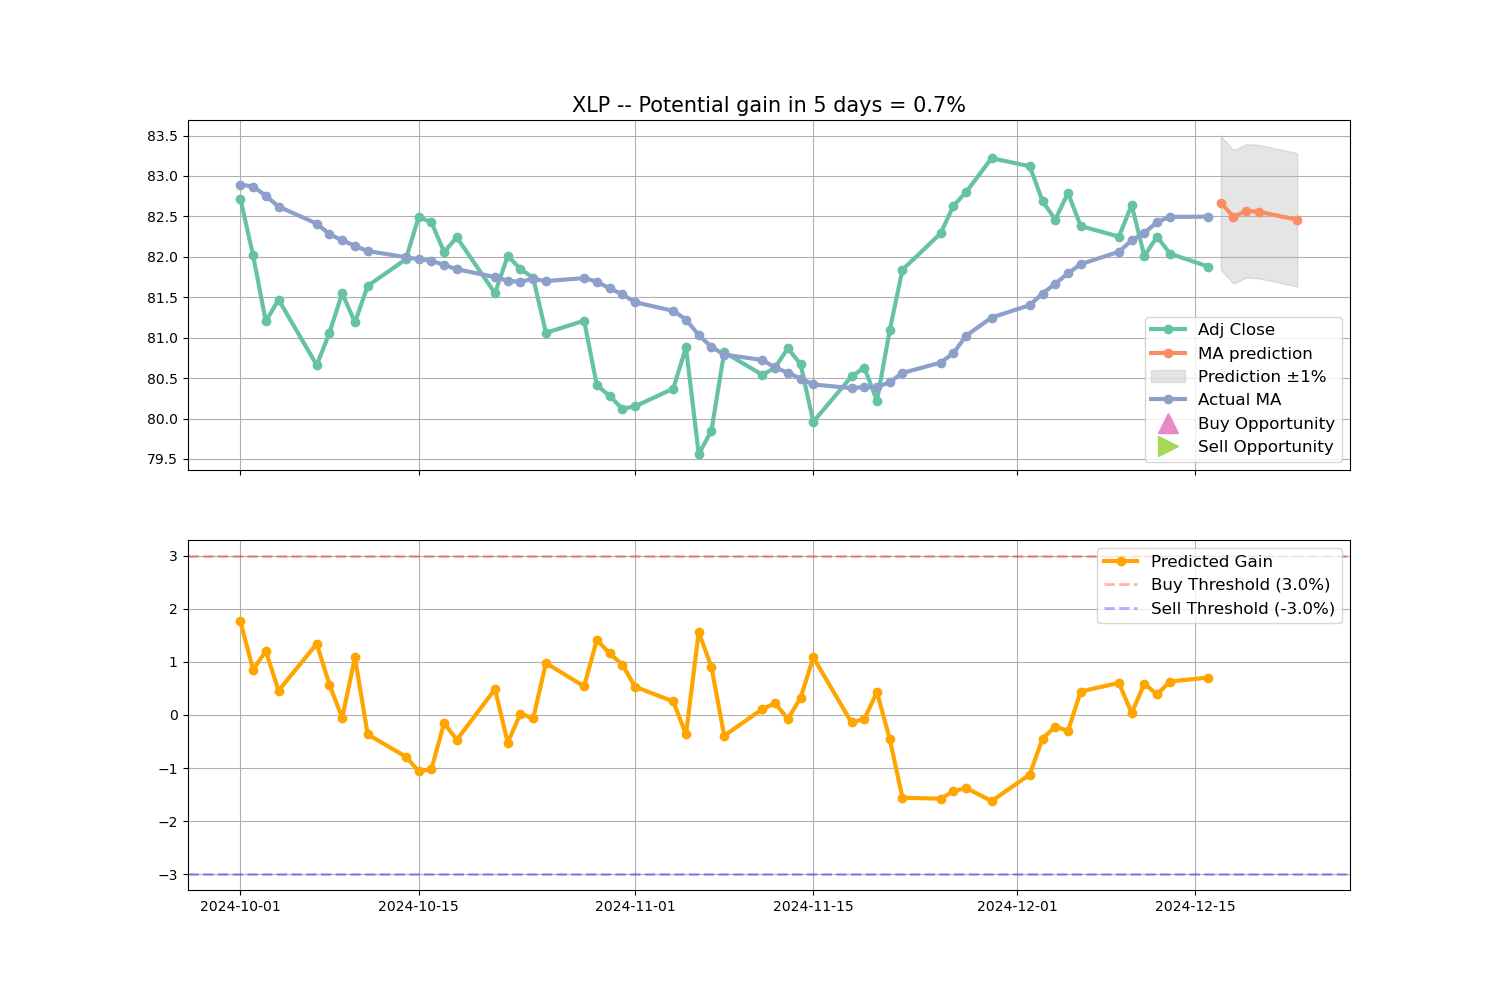 XLP -- Potential gain in 5 days = 0.7%
83.5
83.0
82.5
82.0
81.5
81.0
80.5
80.0
79.5
Adj Close
MA prediction
Prediction ±1%
Actual MA
Buy Opportunity
Sell Opportunity
3
2
1
0
−1
−2
−3
Predicted Gain
Buy Threshold (3.0%)
Sell Threshold (-3.0%)
2024-10-01 2024-10-15 2024-11-01 2024-11-15 2024-12-01 2024-12-15